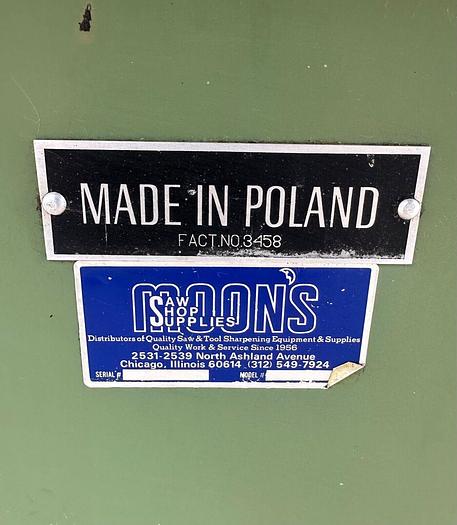 MADE IN POLAND
FACT.NO.3458
MOONS
SAW
SHOP
SUPPLIES
Distributors of Quality Saw & Tool Sharpening Equipment & Supplies
Quality Work & Service Since 1956
2531-2539 North Ashland Avenue
Chicago, Illinois 60614 (312) 549-7924
SERIAL # MODEL #